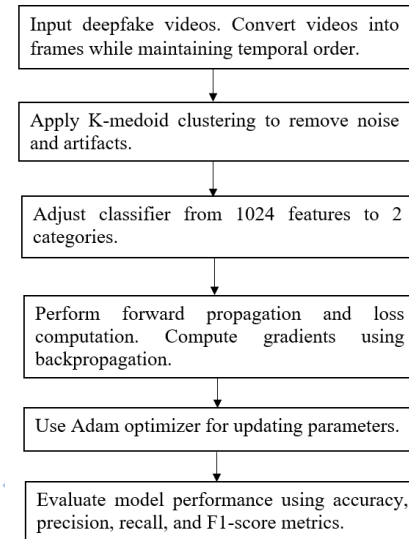 Input deepfake videos. Convert videos into
frames while maintaining temporal order.
Apply K-medoid clustering to remove noise
and artifacts.
Adjust classifier from 1024 features to 2
categories.
Perform forward propagation and loss
computation. Compute gradients using
backpropagation.
Use Adam optimizer for updating parameters.
Evaluate model performance using accuracy,
precision, recall, and F1-score metrics.